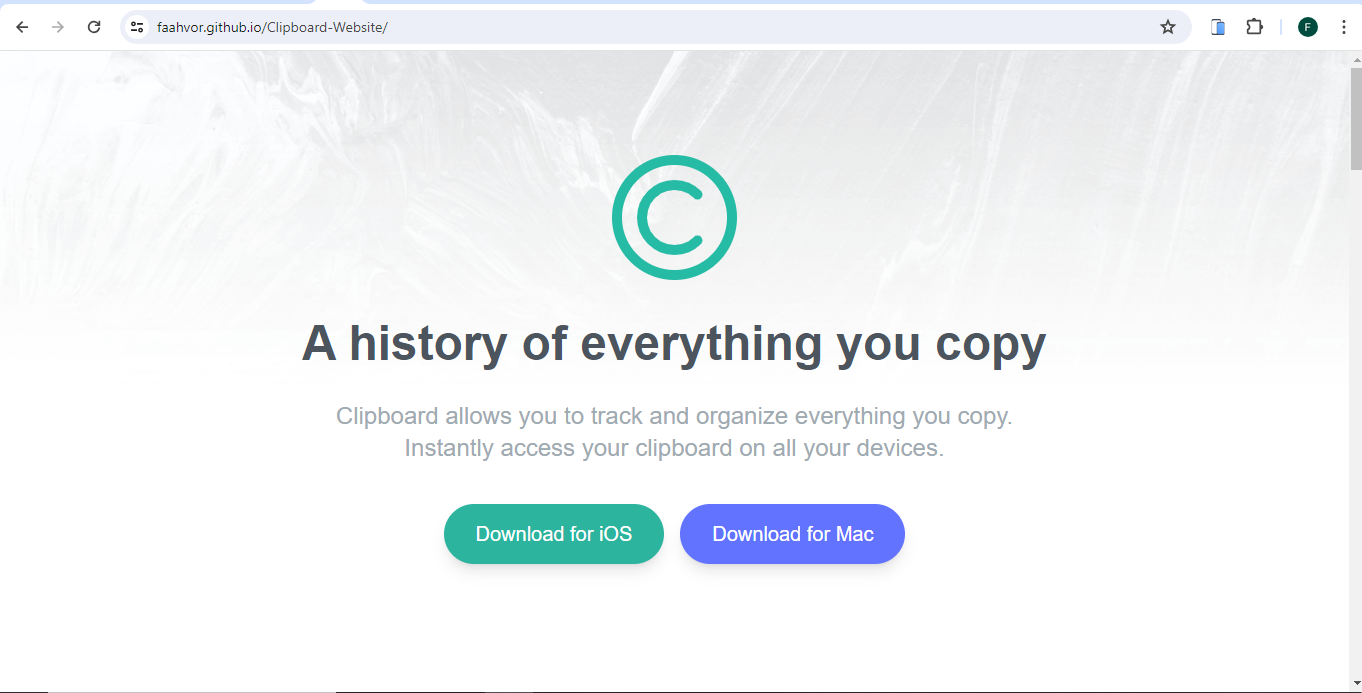 faahvor.github.io/Clipboard-Website/
F
C
A history of everything you copy
Clipboard allows you to track and organize everything you copy.
Instantly access your clipboard on all your devices.
Download for iOS Download for Mac